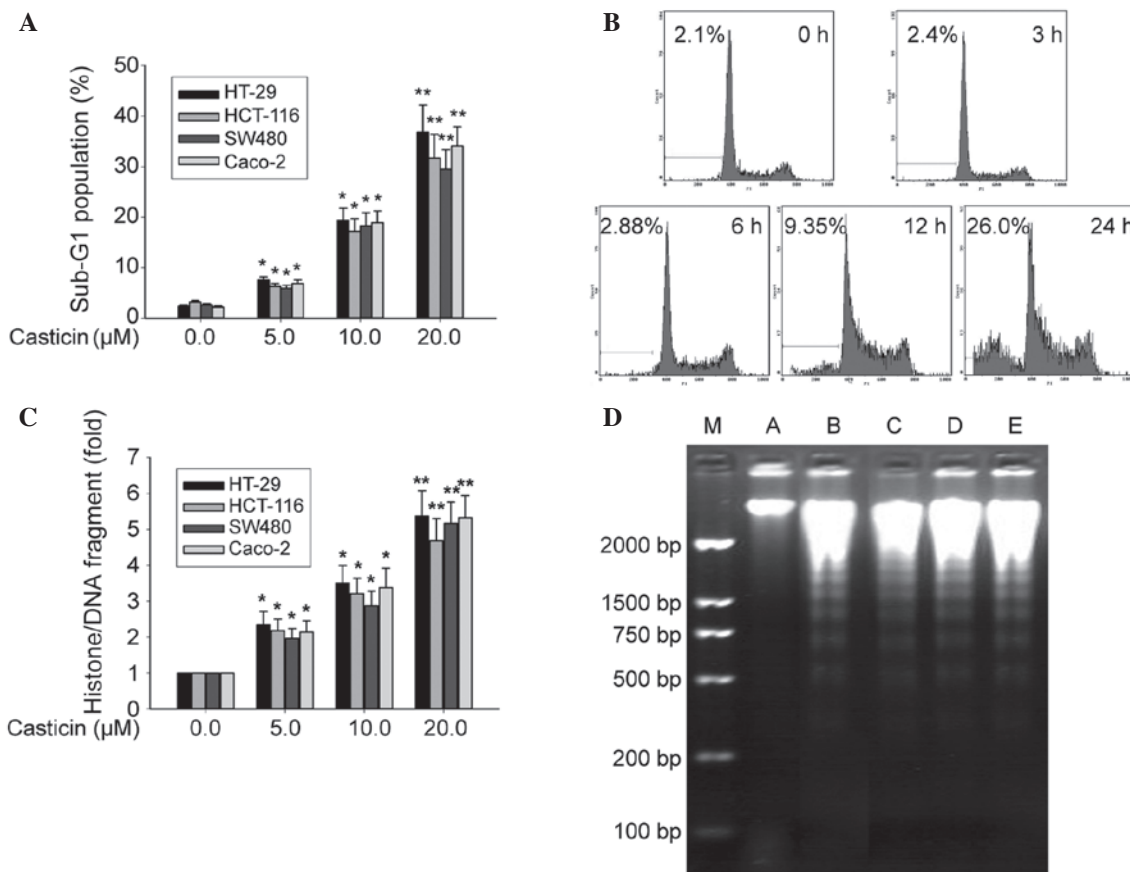 A
Sub-G1 population (%)
50
40
30
20
10
0
HT-29
HCT-116
SW480
Caco-2
* * * *
* * * *
** ** ** **
Casticin (µM) 0.0 5.0 10.0 20.0
B
2.1% 0 h
2.4% 3 h
2.88% 6 h
9.35% 12 h
26.0% 24 h
C
Histone/DNA fragment (fold)
7
6
5
4
3
2
1
0
HT-29
HCT-116
SW480
Caco-2
* * * *
* * * *
** ** ** **
Casticin (µM) 0.0 5.0 10.0 20.0
D
M A B C D E
2000 bp
1500 bp
750 bp
500 bp
200 bp
100 bp